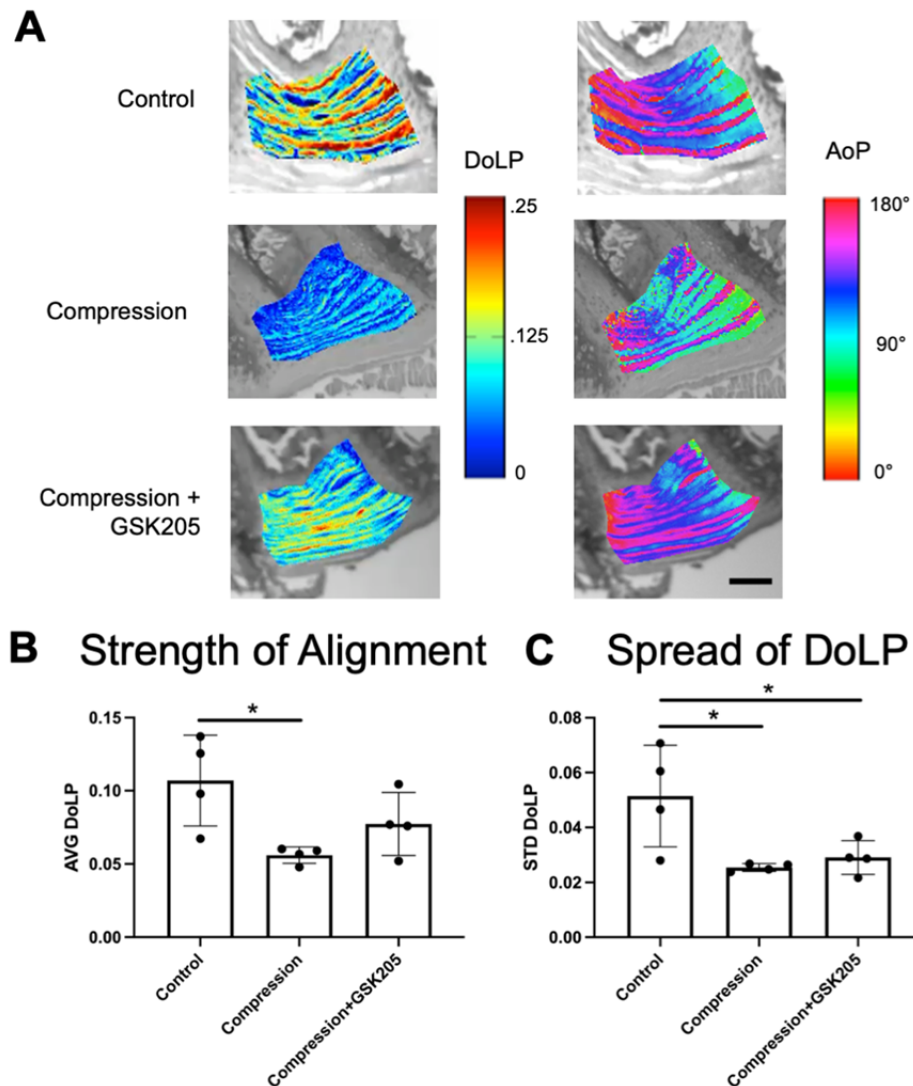 A
Control
DoLP
AoP
.25
.125
0
180°
90°
0°
Compression
Compression +
GSK205
B Strength of Alignment
AVG DoLP
0.15
0.10
0.05
0.00
*
Control
Compression
Compression+GSK205
C Spread of DoLP
STD DoLP
0.08
0.06
0.04
0.02
0.00
*
*
Control
Compression
Compression+GSK205